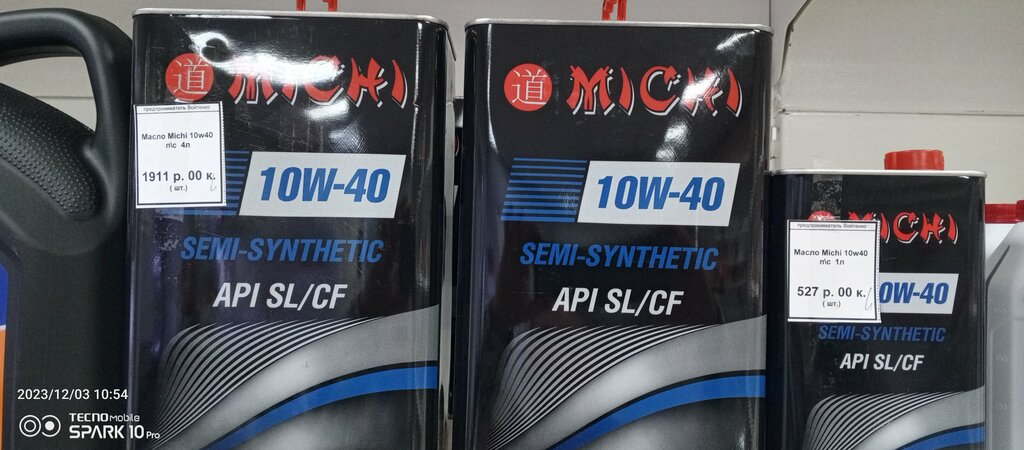 道 MICHI
предприниматель Войтенко
Масло Michi 10w40
п\с 4л
1911 р. 00 к.
( шт.)
10W-40
SEMI-SYNTHETIC
API SL/CF
道 MICHI
10W-40
SEMI-SYNTHETIC
API SL/CF
MICHI
предприниматель Войтенко
Масло Michi 10w40
п\с 1л
527 р. 00 к.
( шт.)
0W-40
SEMI-SYNTHETIC
API SL/CF
2023/12/03 10:54
TECNO mobile
SPARK 10 Pro